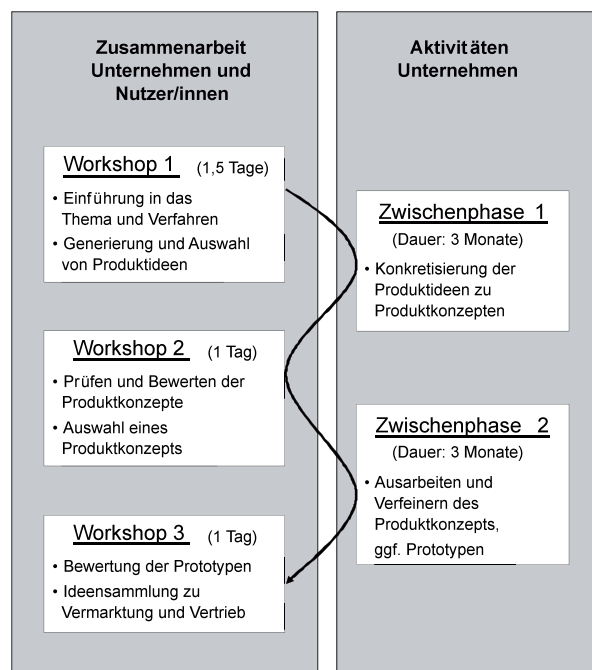 Zusammenarbeit
Unternehmen und
Nutzer/innen
Workshop 1 (1,5 Tage)
• Einführung in das
Thema und Verfahren
• Generierung und Auswahl
von Produktideen
Workshop 2 (1 Tag)
• Prüfen und Bewerten der
Produktkonzepte
• Auswahl eines
Produktkonzepts
Workshop 3 (1 Tag)
• Bewertung der Prototypen
• Ideensammlung zu
Vermarktung und Vertrieb
Aktivitäten
Unternehmen
Zwischenphase 1
(Dauer: 3 Monate)
• Konkretisierung der
Produktideen zu
Produktkonzepten
Zwischenphase 2
(Dauer: 3 Monate)
• Ausarbeiten und
Verfeinern des
Produktkonzepts,
ggf. Prototypen